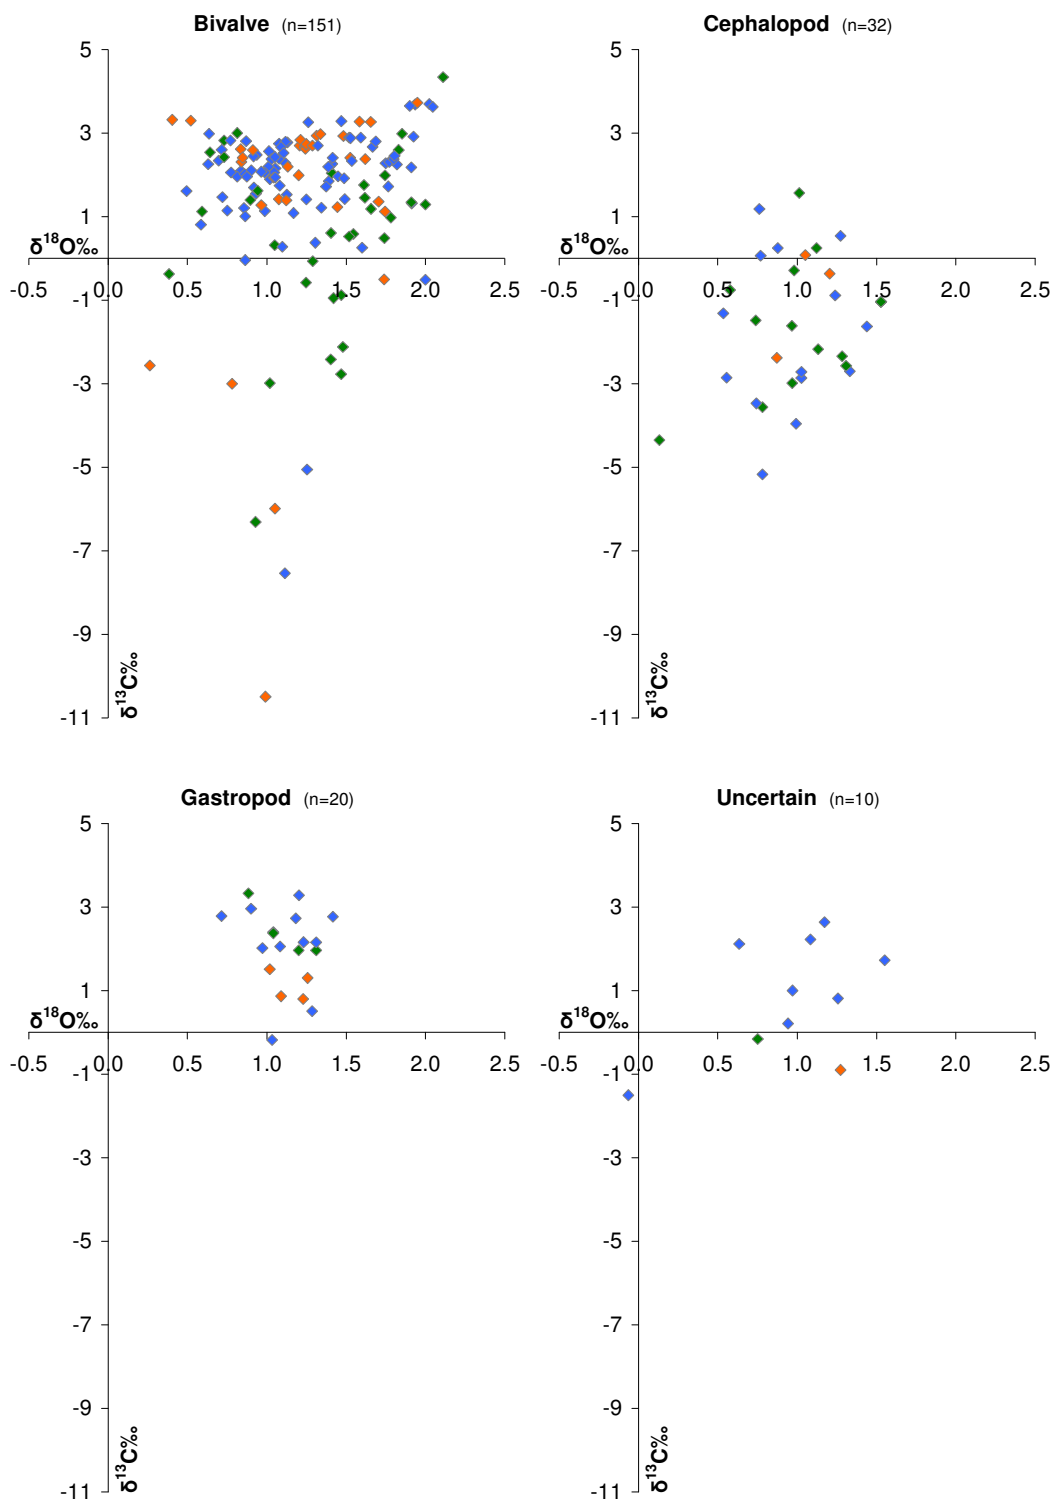 Bivalve (n=151)
5
3
1
δ¹⁸O‰
-0.5 0.0 0.5 1.0 1.5 2.0 2.5
-1
-3
-5
-7
-9
-11
δ¹³C‰
Cephalopod (n=32)
5
3
1
δ¹⁸O‰
-0.5 0.0 0.5 1.0 1.5 2.0 2.5
-1
-3
-5
-7
-9
-11
δ¹³C‰
Gastropod (n=20)
5
3
1
δ¹⁸O‰
-0.5 0.0 0.5 1.0 1.5 2.0 2.5
-1
-3
-5
-7
-9
-11
δ¹³C‰
Uncertain (n=10)
5
3
1
δ¹⁸O‰
-0.5 0.0 0.5 1.0 1.5 2.0 2.5
-1
-3
-5
-7
-9
-11
δ¹³C‰